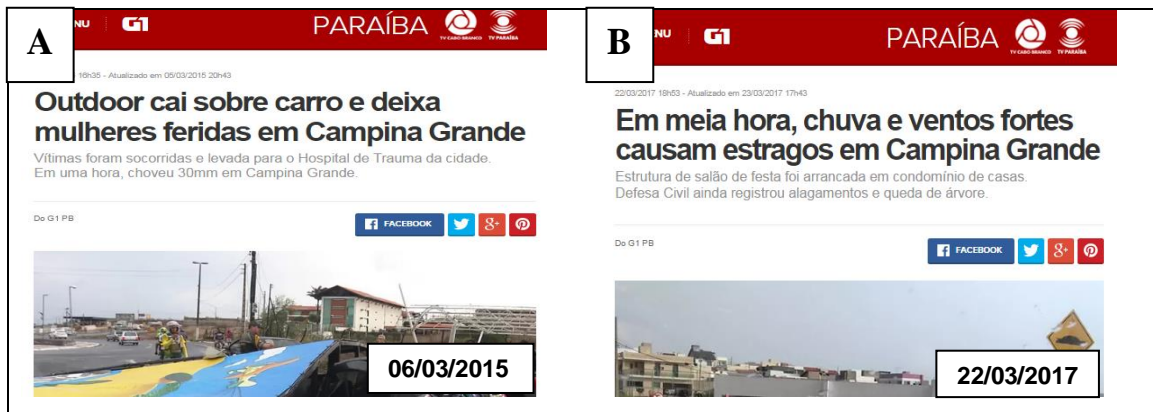 A
NU
G1
PARAÍBA
TV CABO BRANCO
TV PARAÍBA
16h35 - Atualizado em 05/03/2015 20h43
Outdoor cai sobre carro e deixa
mulheres feridas em Campina Grande
Vítimas foram socorridas e levada para o Hospital de Trauma da cidade.
Em uma hora, choveu 30mm em Campina Grande.
Do G1 PB
FACEBOOK
8+
06/03/2015
B
NU
G1
PARAÍBA
TV CABO BRANCO
TV PARAÍBA
22/03/2017 18h53 - Atualizado em 23/03/2017 17h43
Em meia hora, chuva e ventos fortes
causam estragos em Campina Grande
Estrutura de salão de festa foi arrancada em condomínio de casas.
Defesa Civil ainda registrou alagamentos e queda de árvore.
Do G1 PB
FACEBOOK
8+
22/03/2017